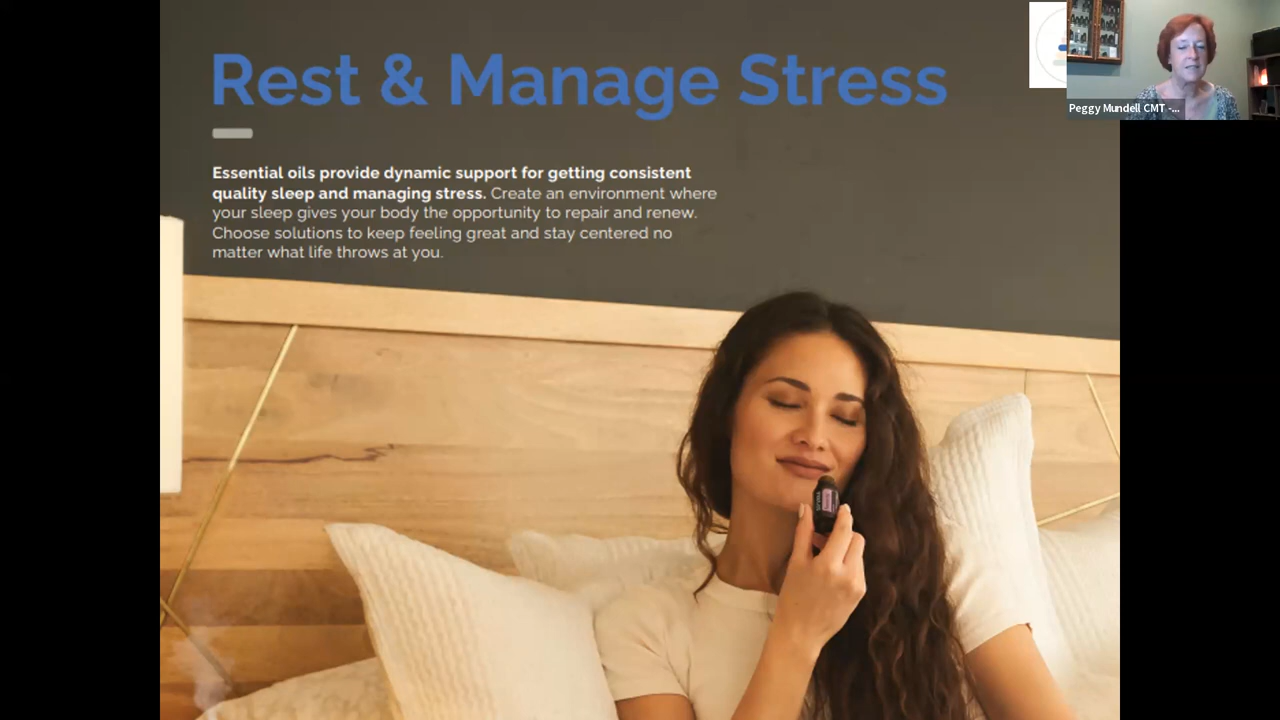 Rest & Manage Stress
Essential oils provide dynamic support for getting consistent
quality sleep and managing stress. Create an environment where
your sleep gives your body the opportunity to repair and renew.
Choose solutions to keep feeling great and stay centered no
matter what life throws at you.
Peggy Mundell CMT -...